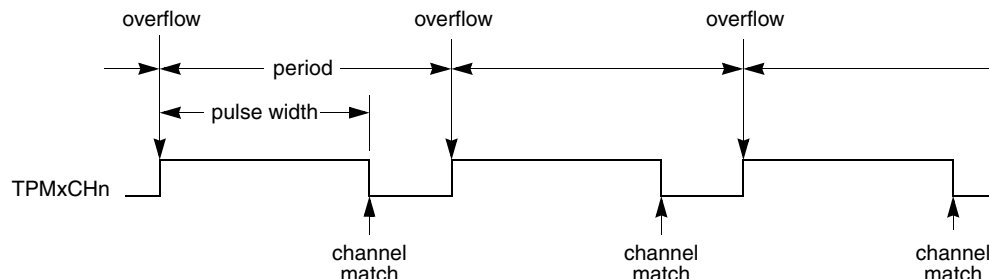 overflow
overflow
overflow
period
pulse width
TPMxCHn
channel
match
channel
match
channel
match